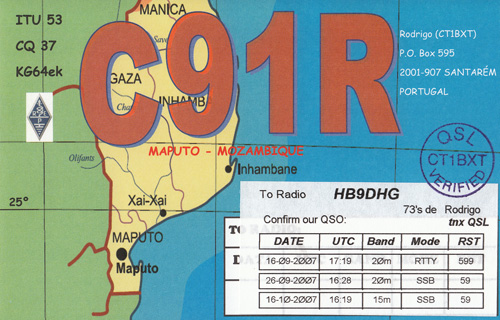 ITU 53
CQ 37
KG64ek
MANICA
C91R
Rodrigo (CT1BXT)
P.O. Box 595
2001-907 SANTARÉM
PORTUGAL
GAZA
INHAMBA
MAPUTO - MOZAMBIQUE
Olifants
Inhambane
QSL
CT1BXT
VERIFIED
25°
Xai-Xai
MAPUTO
Maputo
To Radio HB9DHG
73's de Rodrigo
Confirm our QSO: tnx QSL
DATE UTC Band Mode RST
16-09-2007 17:19 20m RTTY 599
26-09-2007 16:28 20m SSB 59
16-10-2007 16:19 15m SSB 59